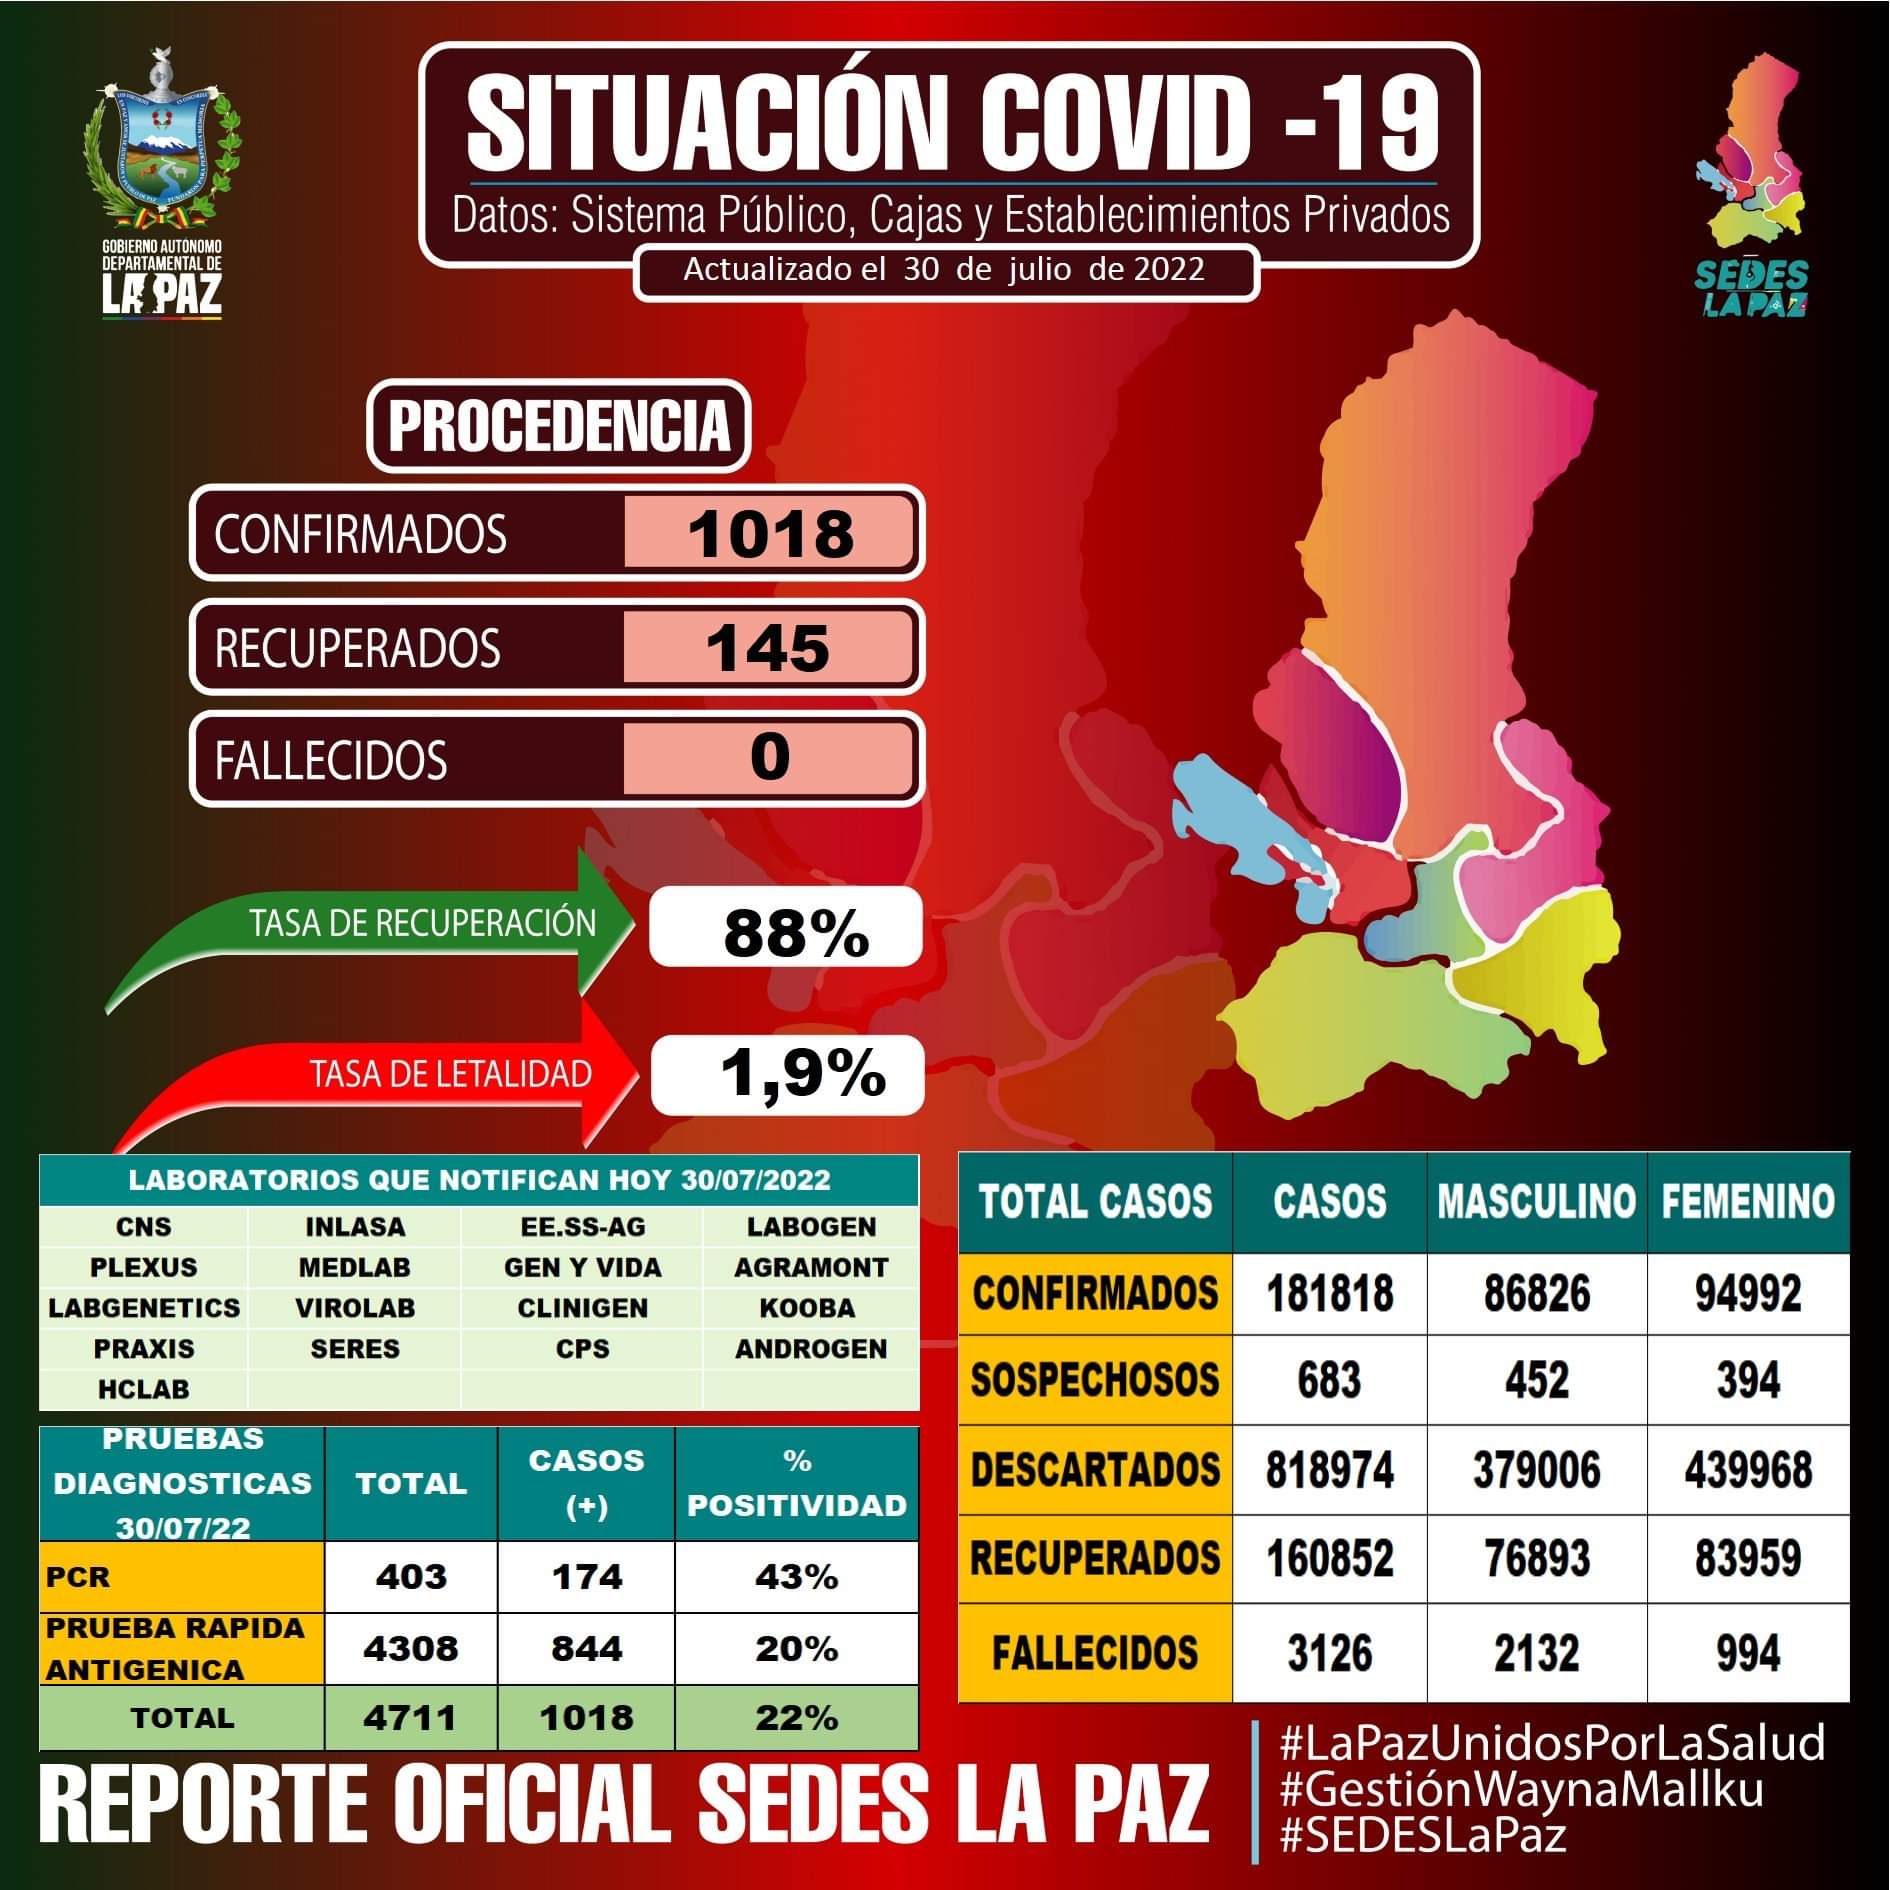 SITUACIÓN COVID -19
Datos: Sistema Público, Cajas y Establecimientos Privados
Actualizado el 30 de julio de 2022
GOBIERNO AUTÓNOMO
DEPARTAMENTAL DE
LA PAZ
SEDES
LA PAZ
PROCEDENCIA
CONFIRMADOS 1018
RECUPERADOS 145
FALLECIDOS 0
TASA DE RECUPERACIÓN 88%
TASA DE LETALIDAD 1,9%
LABORATORIOS QUE NOTIFICAN HOY 30/07/2022
CNS INLASA EE.SS-AG LABOGEN
PLEXUS MEDLAB GEN Y VIDA AGRAMONT
LABGENETICS VIROLAB CLINIGEN KOOBA
PRAXIS SERES CPS ANDROGEN
HCLAB
PRUEBAS
DIAGNOSTICAS
30/07/22
TOTAL
CASOS
(+)
%
POSITIVIDAD
PCR 403 174 43%
PRUEBA RAPIDA
ANTIGENICA
4308 844 20%
TOTAL 4711 1018 22%
TOTAL CASOS CASOS MASCULINO FEMENINO
CONFIRMADOS 181818 86826 94992
SOSPECHOSOS 683 452 394
DESCARTADOS 818974 379006 439968
RECUPERADOS 160852 76893 83959
FALLECIDOS 3126 2132 994
REPORTE OFICIAL SEDES LA PAZ
#LaPazUnidosPorLaSalud
#GestiónWaynaMallku
#SEDESLaPaz